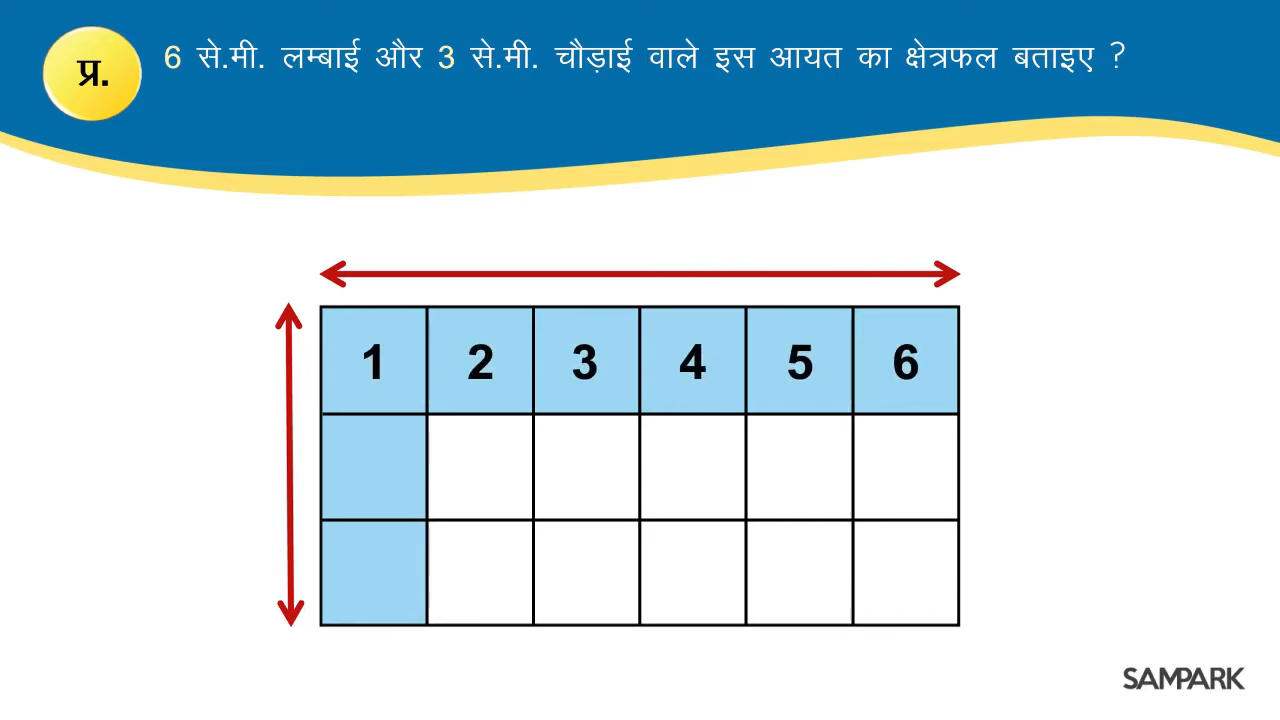 प्र.
6 से.मी. लम्बाई और 3 से.मी. चौड़ाई वाले इस आयत का क्षेत्रफल बताइए ?
1 2 3 4 5 6
SAMPARK